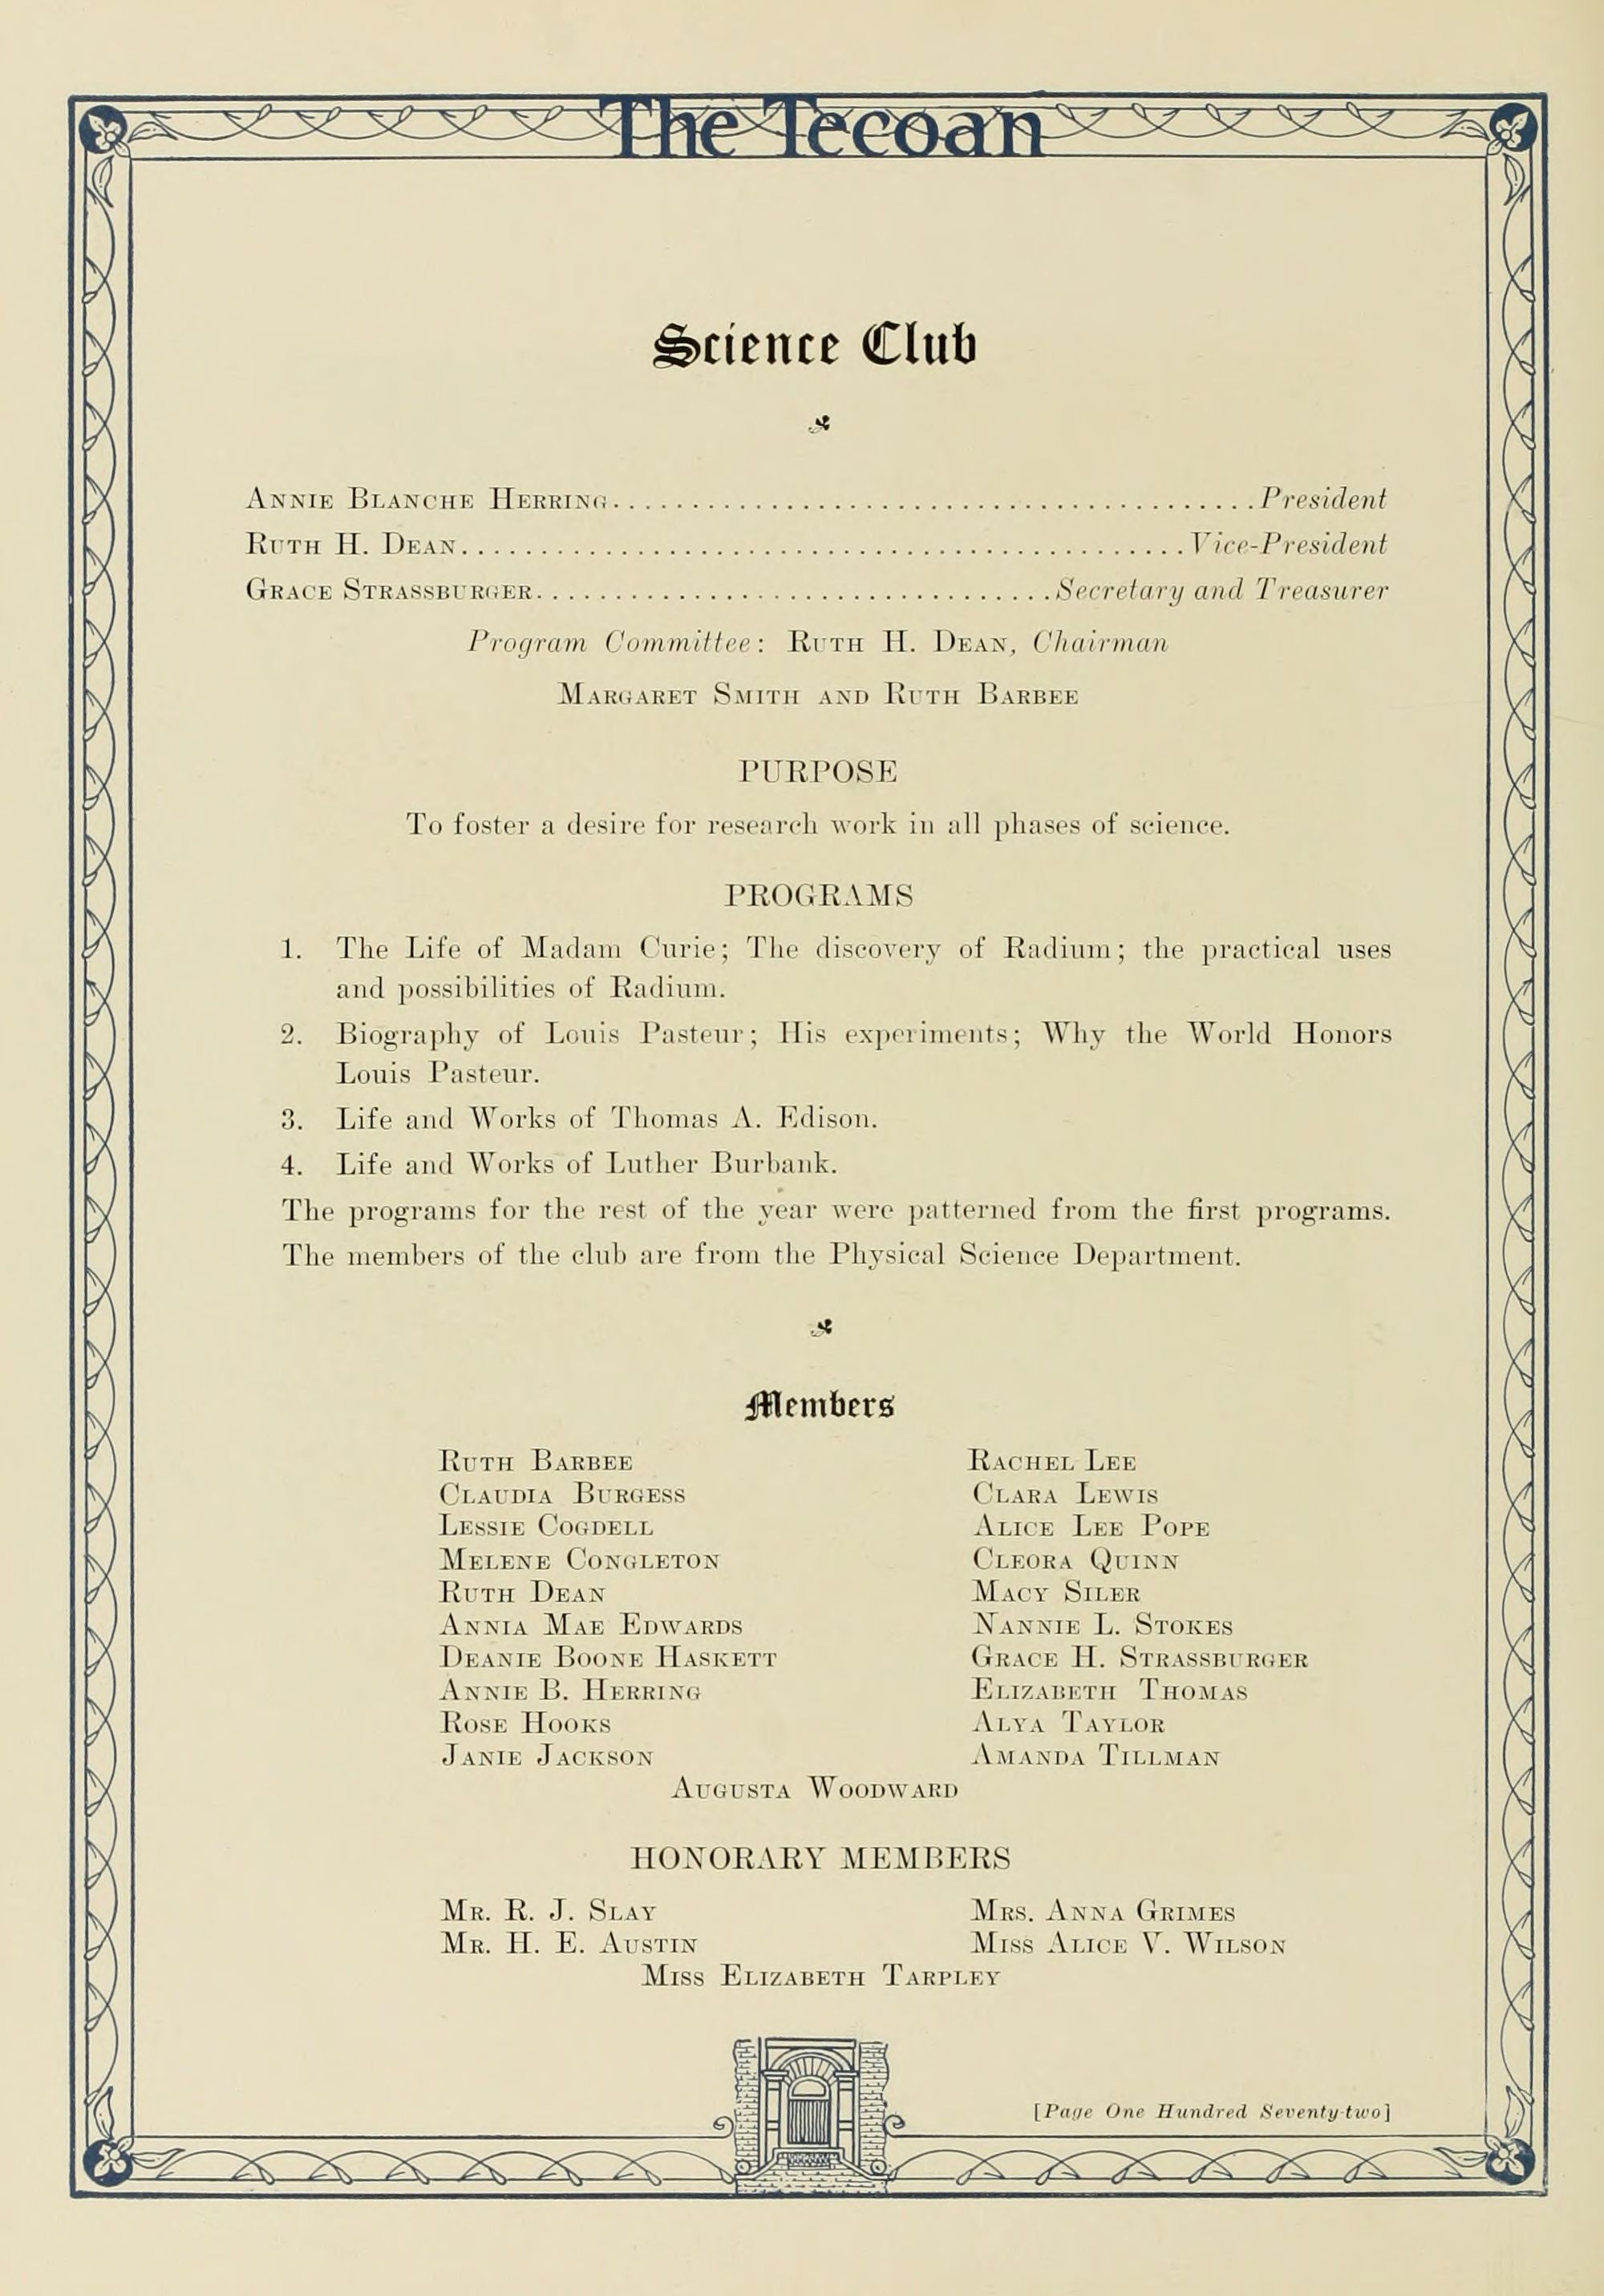 The Tecoan
Science Club
Annie Blanche Herring........................................President
Ruth H. Dean..............................................Vice-President
Grace Strassburger.................................Secretary and Treasurer
Program Committee: Ruth H. Dean, Chairman
Margaret Smith and Ruth Barbee
PURPOSE
To foster a desire for research work in all phases of science.
PROGRAMS
1. The Life of Madam Curie; The discovery of Radium; the practical uses
and possibilities of Radium.
2. Biography of Louis Pasteur; His experiments; Why the World Honors
Louis Pasteur.
3. Life and Works of Thomas A. Edison.
4. Life and Works of Luther Burbank.
The programs for the rest of the year were patterned from the first programs.
The members of the club are from the Physical Science Department.
Members
Ruth Barbee Rachel Lee
Claudia Burgess Clara Lewis
Lessie Cogdell Alice Lee Pope
Melene Congleton Cleora Quinn
Ruth Dean Macy Siler
Annia Mae Edwards Nannie L. Stokes
Deanie Boone Haskett Grace H. Strassburger
Annie B. Herring Elizabeth Thomas
Rose Hooks Alya Taylor
Janie Jackson Amanda Tillman
Augusta Woodward
HONORARY MEMBERS
Mr. R. J. Slay Mrs. Anna Grimes
Mr. H. E. Austin Miss Alice V. Wilson
Miss Elizabeth Tarpley
[Page One Hundred Seventy-two]